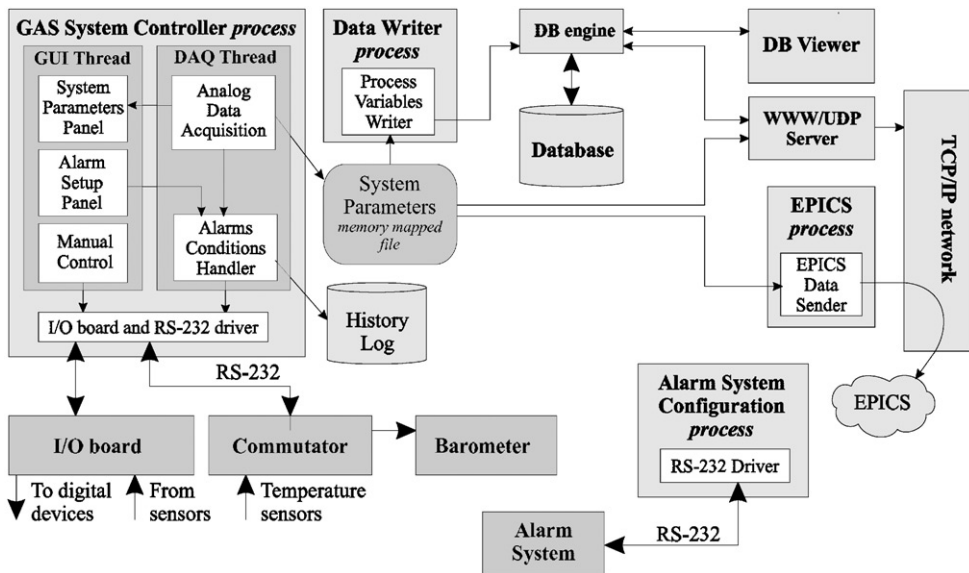 GAS System Controller process
GUI Thread
System
Parameters
Panel
Alarm
Setup
Panel
Manual
Control
DAQ Thread
Analog
Data
Acquisition
Alarms
Conditions
Handler
I/O board and RS-232 driver
Data Writer
process
Process
Variables
Writer
System
Parameters
memory mapped
file
History
Log
DB engine
Database
DB Viewer
WWW/UDP
Server
EPICS
process
EPICS
Data
Sender
TCP/IP network
EPICS
RS-232
I/O board
Commutator
Barometer
To digital
devices
From
sensors
Temperature
sensors
Alarm System
Configuration
process
RS-232 Driver
RS-232
Alarm
System